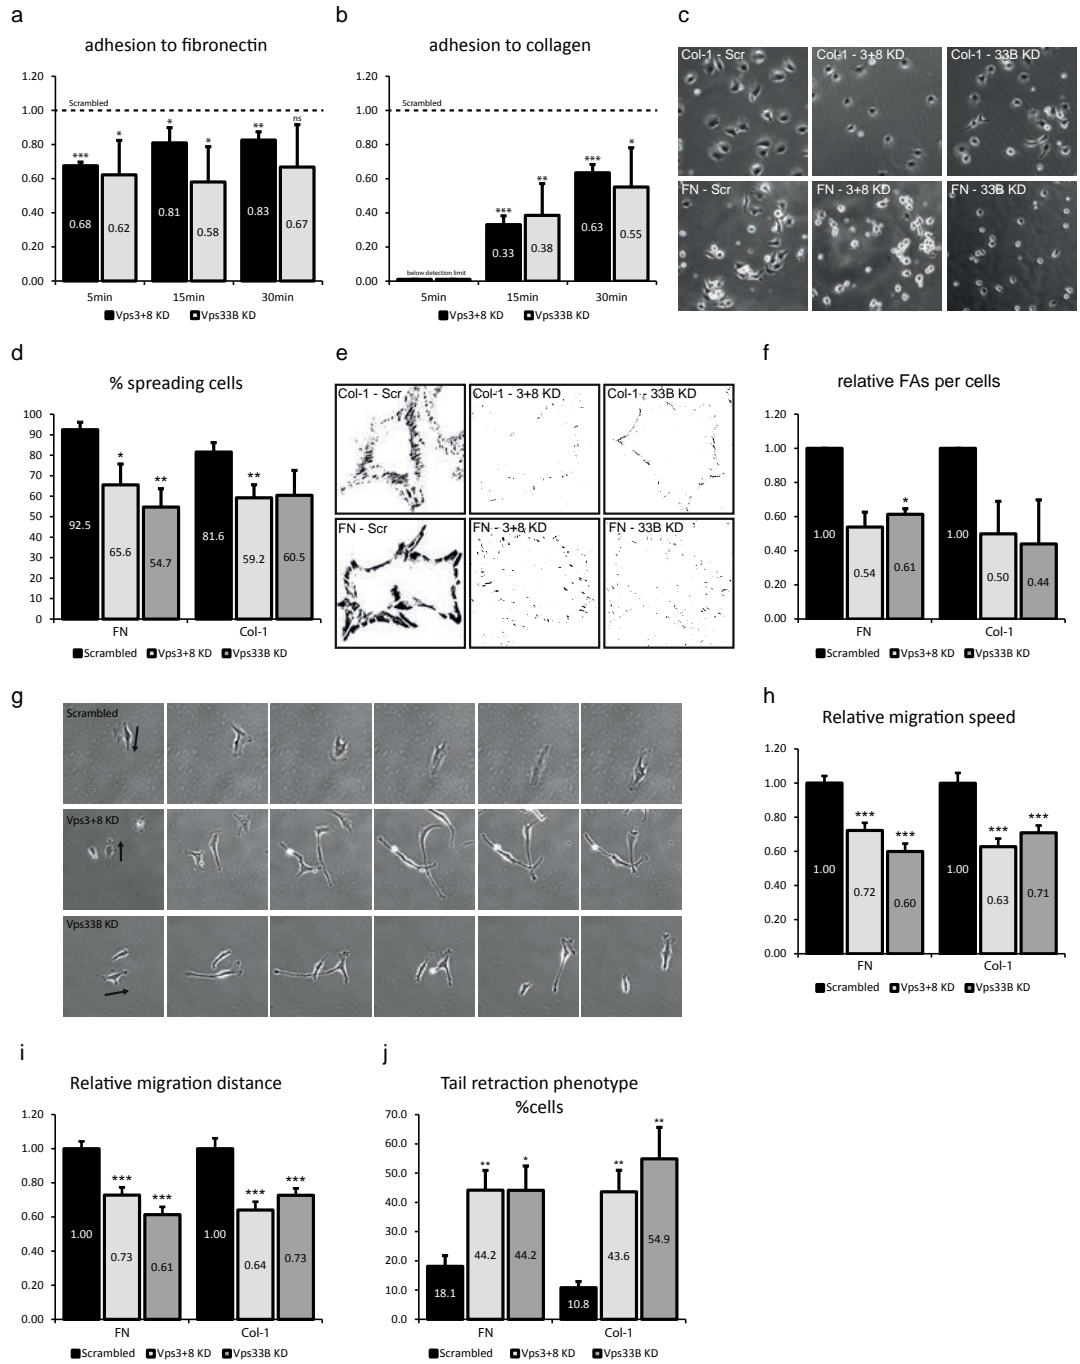 a
adhesion to fibronectin
1.20
1.00
0.80
0.60
0.40
0.20
0.00
Scrambled
***
*
*
*
**
ns
0.68
0.62
0.81
0.58
0.83
0.67
5min
15min
30min
Vps3+8 KD
Vps33B KD
b
adhesion to collagen
1.20
1.00
0.80
0.60
0.40
0.20
0.00
Scrambled
***
**
***
*
below detection limit
0.33
0.38
0.63
0.55
5min
15min
30min
Vps3+8 KD
Vps33B KD
c
Col-1 - Scr
Col-1 - 3+8 KD
Col-1 - 33B KD
FN - Scr
FN - 3+8 KD
FN - 33B KD
d
% spreading cells
100
90
80
70
60
50
40
30
20
10
0
*
**
**
92.5
65.6
54.7
81.6
59.2
60.5
FN
Col-1
Scrambled
Vps3+8 KD
Vps33B KD
e
Col-1 - Scr
Col-1 - 3+8 KD
Col-1 - 33B KD
FN - Scr
FN - 3+8 KD
FN - 33B KD
f
relative FAs per cells
1.20
1.00
0.80
0.60
0.40
0.20
0.00
*
1.00
0.54
0.61
1.00
0.50
0.44
FN
Col-1
Scrambled
Vps3+8 KD
Vps33B KD
g
Scrambled
Vps3+8 KD
Vps33B KD
h
Relative migration speed
1.20
1.00
0.80
0.60
0.40
0.20
0.00
***
***
***
***
1.00
0.72
0.60
1.00
0.63
0.71
FN
Col-1
Scrambled
Vps3+8 KD
Vps33B KD
i
Relative migration distance
1.20
1.00
0.80
0.60
0.40
0.20
0.00
***
***
***
***
1.00
0.73
0.61
1.00
0.64
0.73
FN
Col-1
Scrambled
Vps3+8 KD
Vps33B KD
j
Tail retraction phenotype
%cells
70.0
60.0
50.0
40.0
30.0
20.0
10.0
0.0
**
*
**
**
18.1
44.2
44.2
10.8
43.6
54.9
FN
Col-1
Scrambled
Vps3+8 KD
Vps33B KD